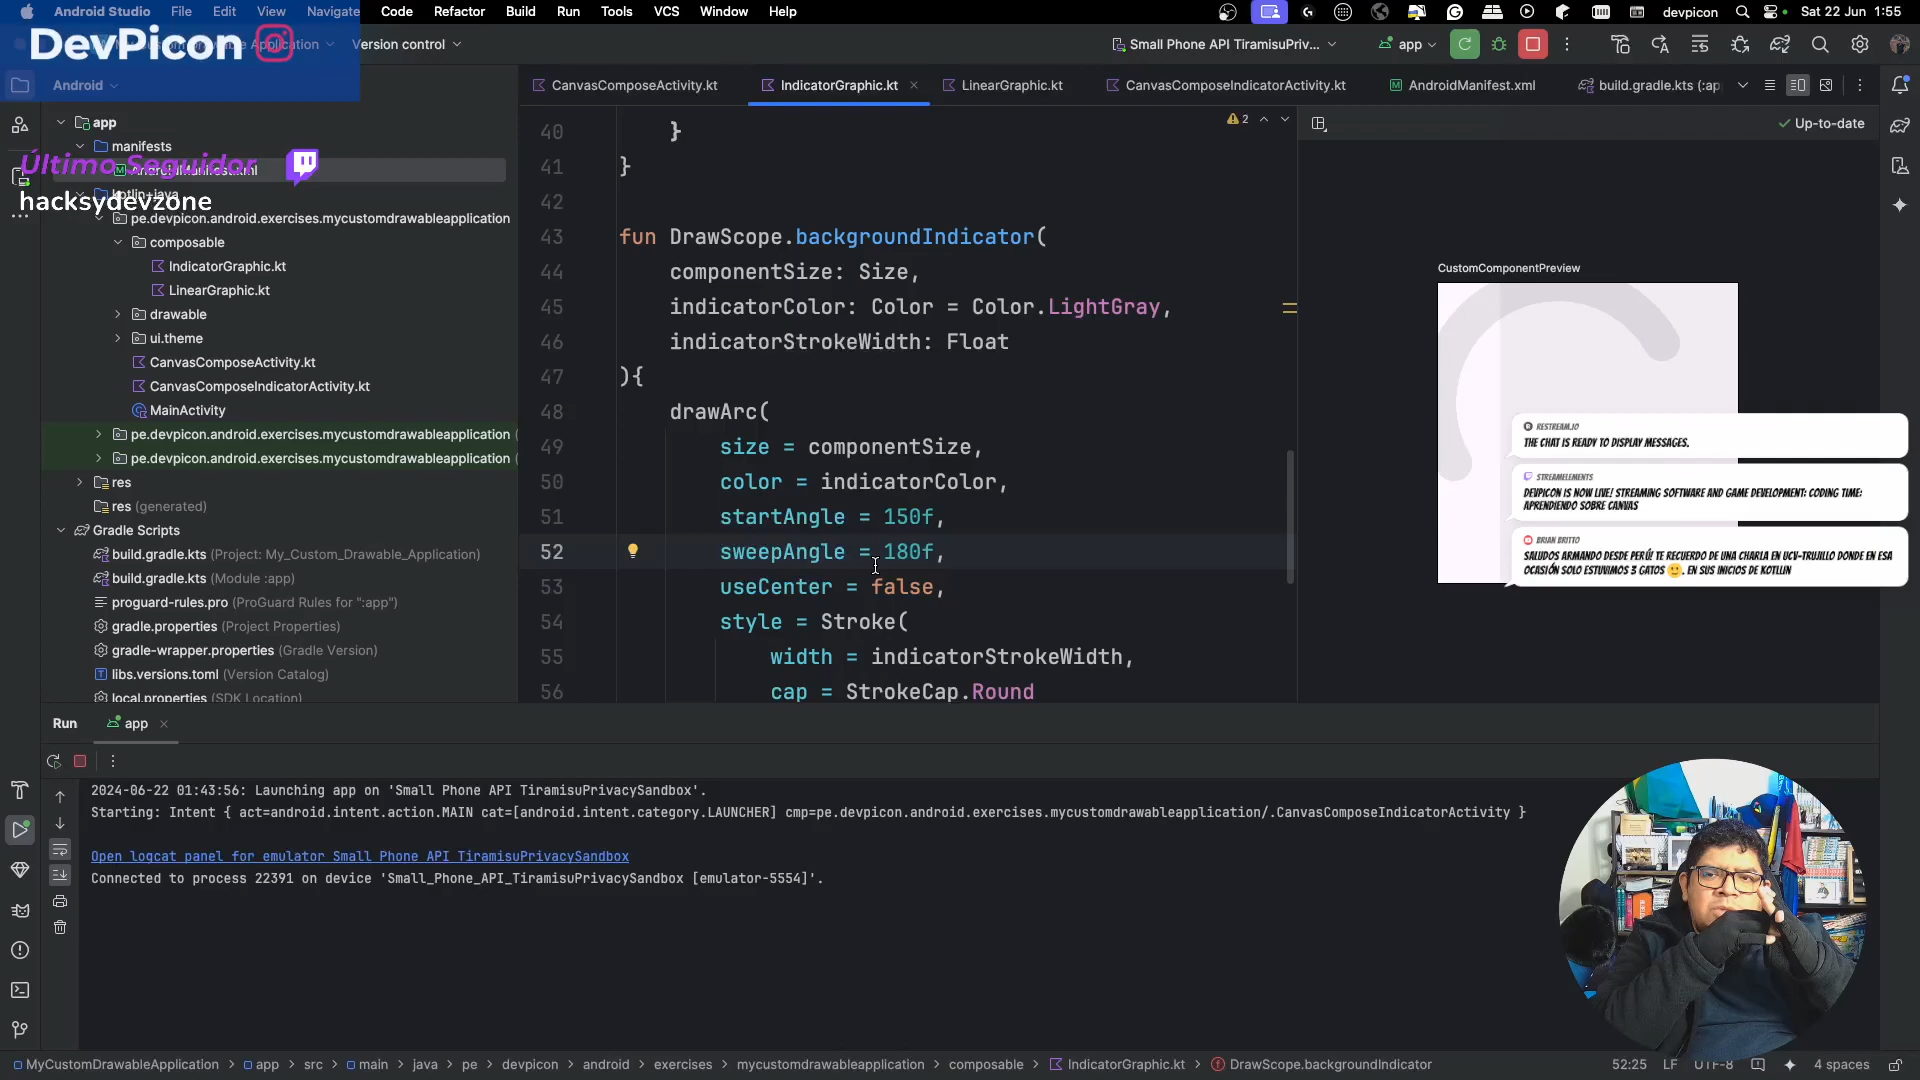 Android Studio File Edit View Navigate Code Refactor Build Run Tools VCS Window Help devpicon Sat 22 Jun 1:55
DevPicon
Application
Version control
Small Phone API TiramisuPriv...
app
Android
CanvasComposeActivity.kt
IndicatorGraphic.kt
LinearGraphic.kt
CanvasComposeIndicatorActivity.kt
AndroidManifest.xml
build.gradle.kts (:ap
app
manifests
Último Seguidor
hacksydevzone
pe.devpicon.android.exercises.mycustomdrawableapplication
composable
IndicatorGraphic.kt
LinearGraphic.kt
drawable
ui.theme
CanvasComposeActivity.kt
CanvasComposeIndicatorActivity.kt
MainActivity
pe.devpicon.android.exercises.mycustomdrawableapplication (
pe.devpicon.android.exercises.mycustomdrawableapplication (
res
res (generated)
Gradle Scripts
build.gradle.kts (Project: My_Custom_Drawable_Application)
build.gradle.kts (Module :app)
proguard-rules.pro (ProGuard Rules for ":app")
gradle.properties (Project Properties)
gradle-wrapper.properties (Gradle Version)
libs.versions.toml (Version Catalog)
local.properties (SDK Location)
2
40 }
41 }
42
43 fun DrawScope.backgroundIndicator(
44 componentSize: Size,
45 indicatorColor: Color = Color.LightGray,
46 indicatorStrokeWidth: Float
47 ){
48 drawArc(
49 size = componentSize,
50 color = indicatorColor,
51 startAngle = 150f,
52 sweepAngle = 180f,
53 useCenter = false,
54 style = Stroke(
55 width = indicatorStrokeWidth,
56 cap = StrokeCap.Round
Up-to-date
CustomComponentPreview
RESTREAM.IO
THE CHAT IS READY TO DISPLAY MESSAGES.
STREAMELEMENTS
DEVPICON IS NOW LIVE! STREAMING SOFTWARE AND GAME DEVELOPMENT: CODING TIME:
APRENDIENDO SOBRE CANVAS
BRIAN BRITTO
SALUDOS ARMANDO DESDE PERÚ! TE RECUERDO DE UNA CHARLA EN UCV-TRUJILLO DONDE EN ESA
OCASIÓN SOLO ESTUVIMOS 3 GATOS 🙂. EN SUS INICIOS DE KOTLIN
Run
app
2024-06-22 01:43:56: Launching app on 'Small Phone API TiramisuPrivacySandbox'.
Starting: Intent { act=android.intent.action.MAIN cat=[android.intent.category.LAUNCHER] cmp=pe.devpicon.android.exercises.mycustomdrawableapplication/.CanvasComposeIndicatorActivity }
Open logcat panel for emulator Small Phone API TiramisuPrivacySandbox
Connected to process 22391 on device 'Small_Phone_API_TiramisuPrivacySandbox [emulator-5554]'.
MyCustomDrawableApplication > app > src > main > java > pe > devpicon > android > exercises > mycustomdrawableapplication > composable > IndicatorGraphic.kt > DrawScope.backgroundIndicator
52:25 LF UTF-8 4 spaces